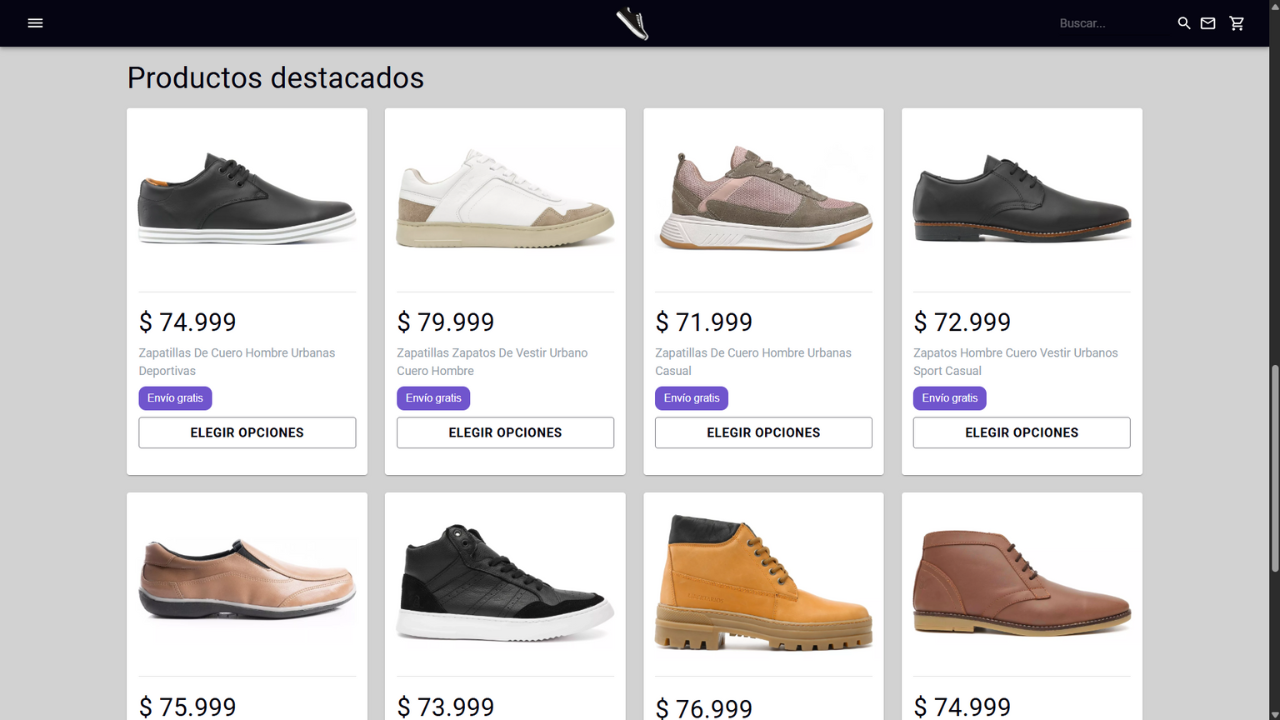 Buscar...
Productos destacados
$ 74.999
Zapatillas De Cuero Hombre Urbanas
Deportivas
Envío gratis
ELEGIR OPCIONES
$ 79.999
Zapatillas Zapatos De Vestir Urbano
Cuero Hombre
Envío gratis
ELEGIR OPCIONES
$ 71.999
Zapatillas De Cuero Hombre Urbanas
Casual
Envío gratis
ELEGIR OPCIONES
$ 72.999
Zapatos Hombre Cuero Vestir Urbanos
Sport Casual
Envío gratis
ELEGIR OPCIONES
$ 75.999
$ 73.999
$ 76.999
$ 74.999